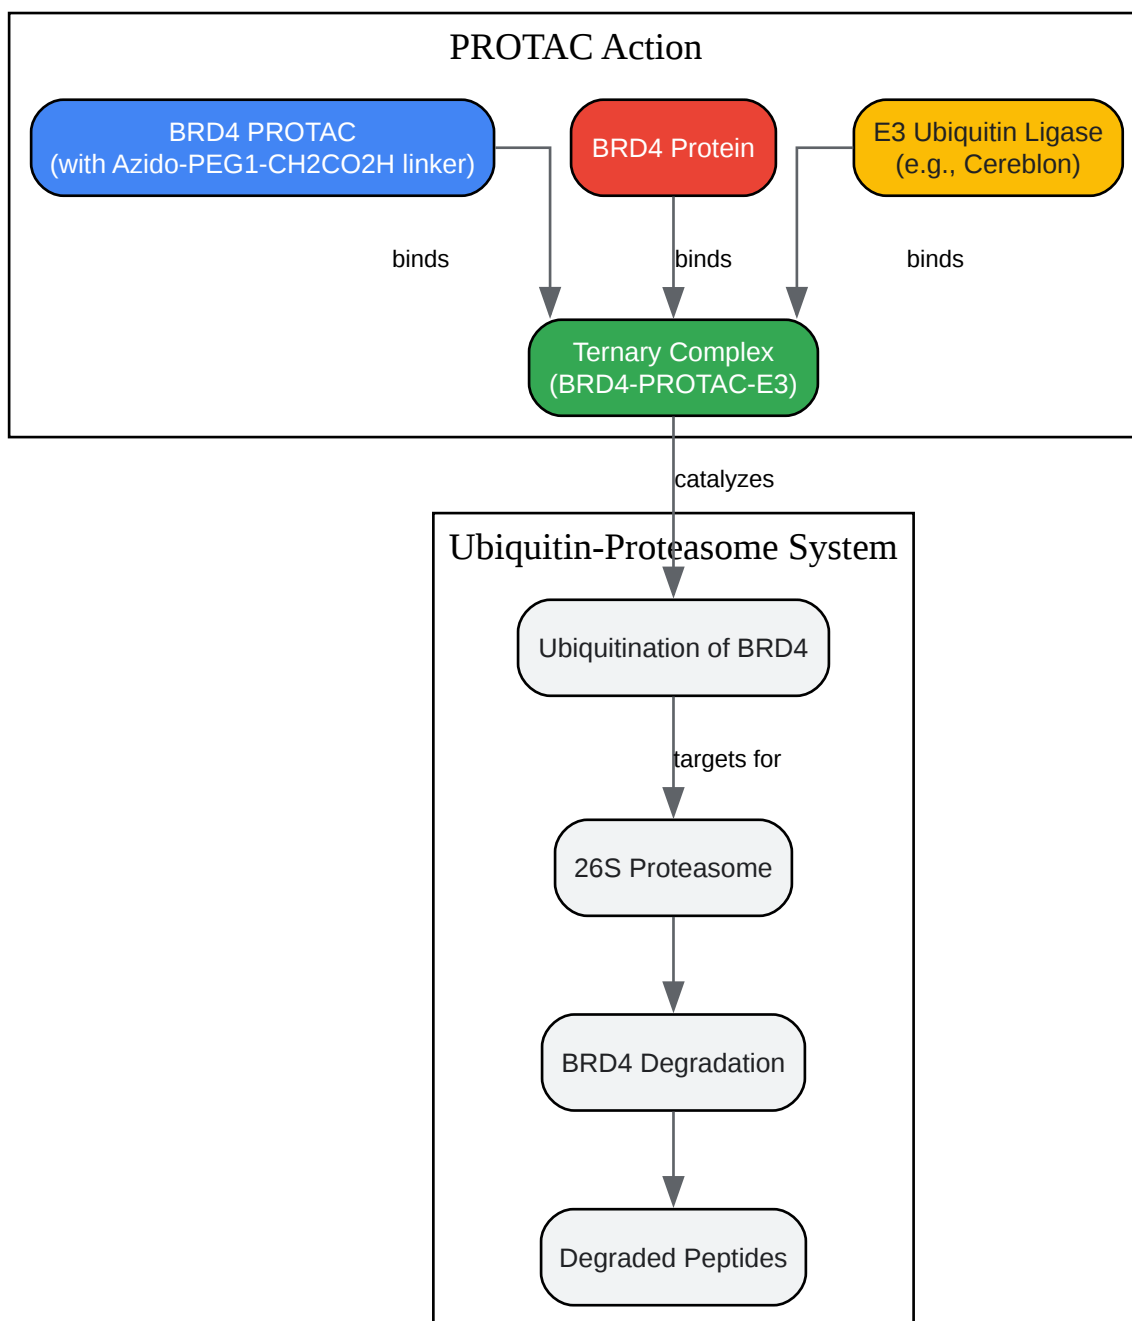 PROTAC Action
BRD4 PROTAC
(with Azido-PEG1-CH2CO2H linker)
BRD4 Protein
E3 Ubiquitin Ligase
(e.g., Cereblon)
binds
binds
binds
Ternary Complex
(BRD4-PROTAC-E3)
catalyzes
Ubiquitin-Proteasome System
Ubiquitination of BRD4
targets for
26S Proteasome
BRD4 Degradation
Degraded Peptides